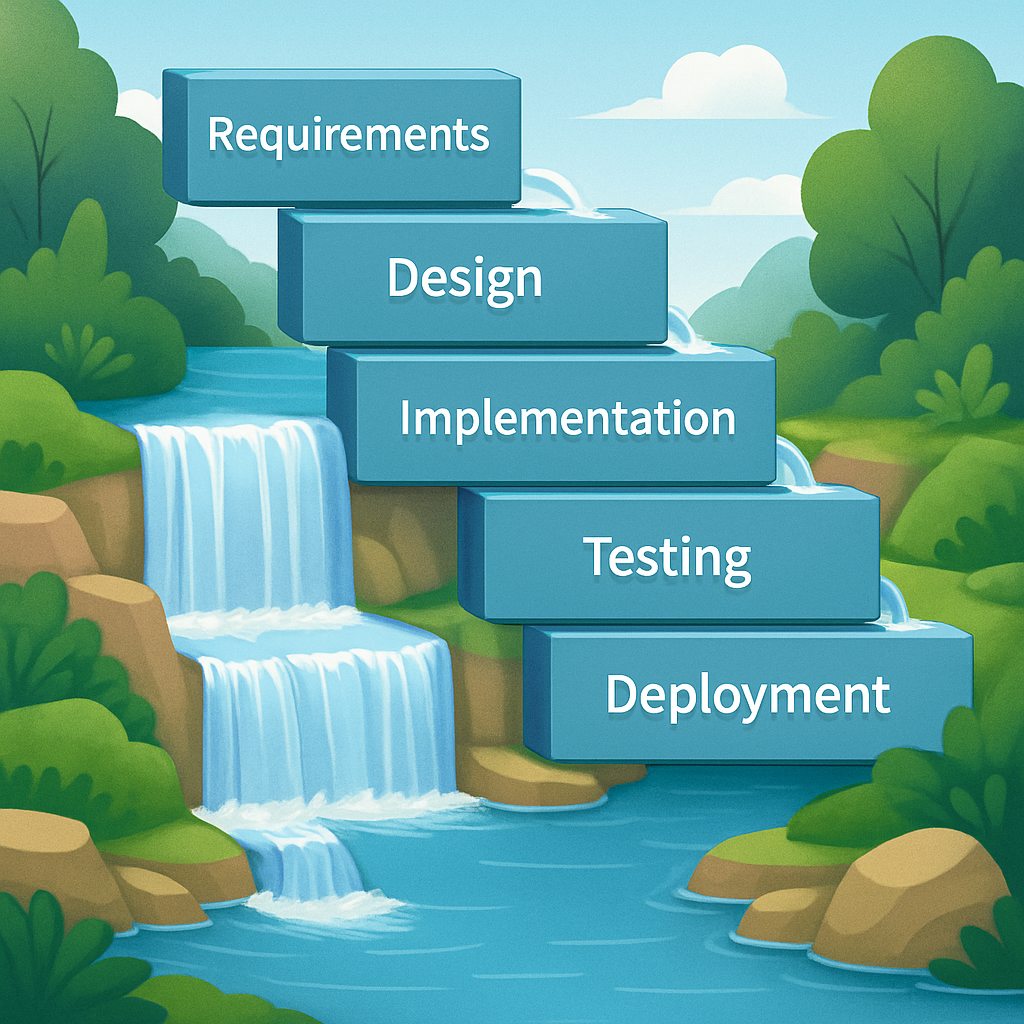 Requirements
Design
Implementation
Testing
Deployment